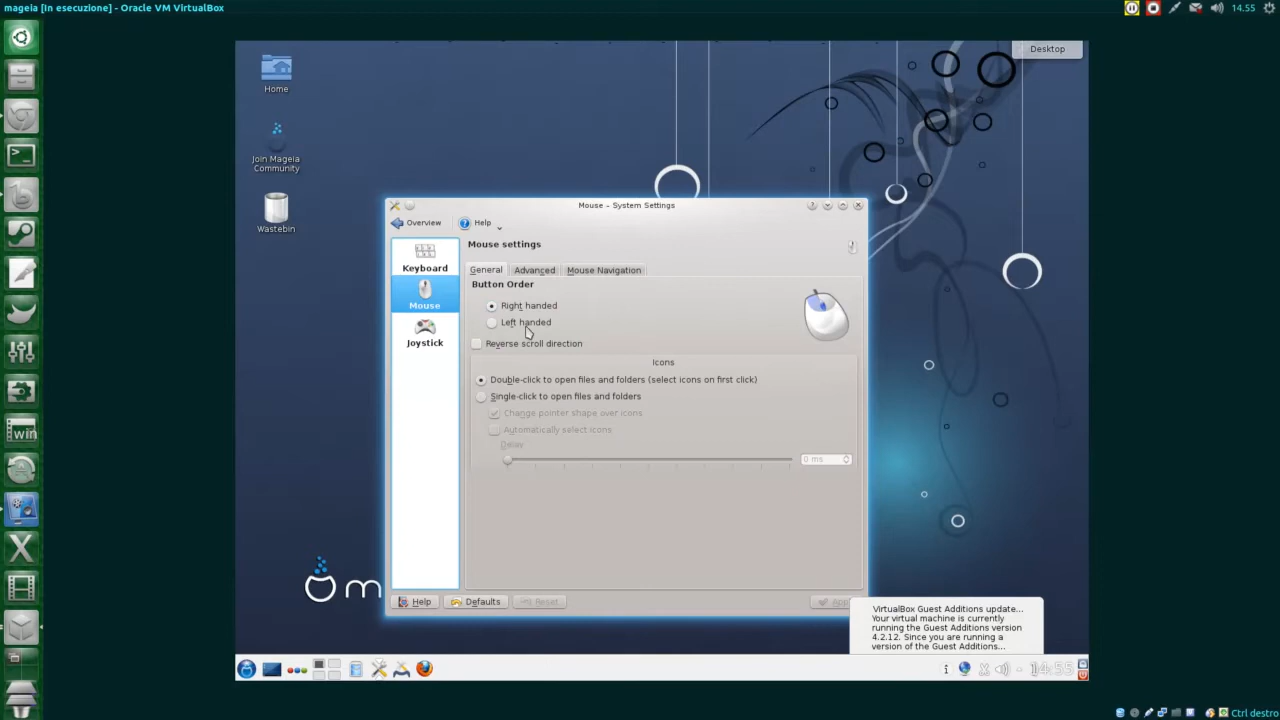 mageia [In esecuzione] - Oracle VM VirtualBox
14.55
Desktop
Home
Join Mageia
Community
Wastebin
Mouse – System Settings
Overview
Help
Keyboard
Mouse
Joystick
Mouse settings
General
Advanced
Mouse Navigation
Button Order
Right handed
Left handed
Reverse scroll direction
Icons
Double-click to open files and folders (select icons on first click)
Single-click to open files and folders
Change pointer shape over icons
Automatically select icons
Delay
0 ms
Help
Defaults
Reset
App
win
m
VirtualBox Guest Additions update...
Your virtual machine is currently
running the Guest Additions version
4.2.12. Since you are running a
version of the Guest Additions...
14:55
Ctrl destro